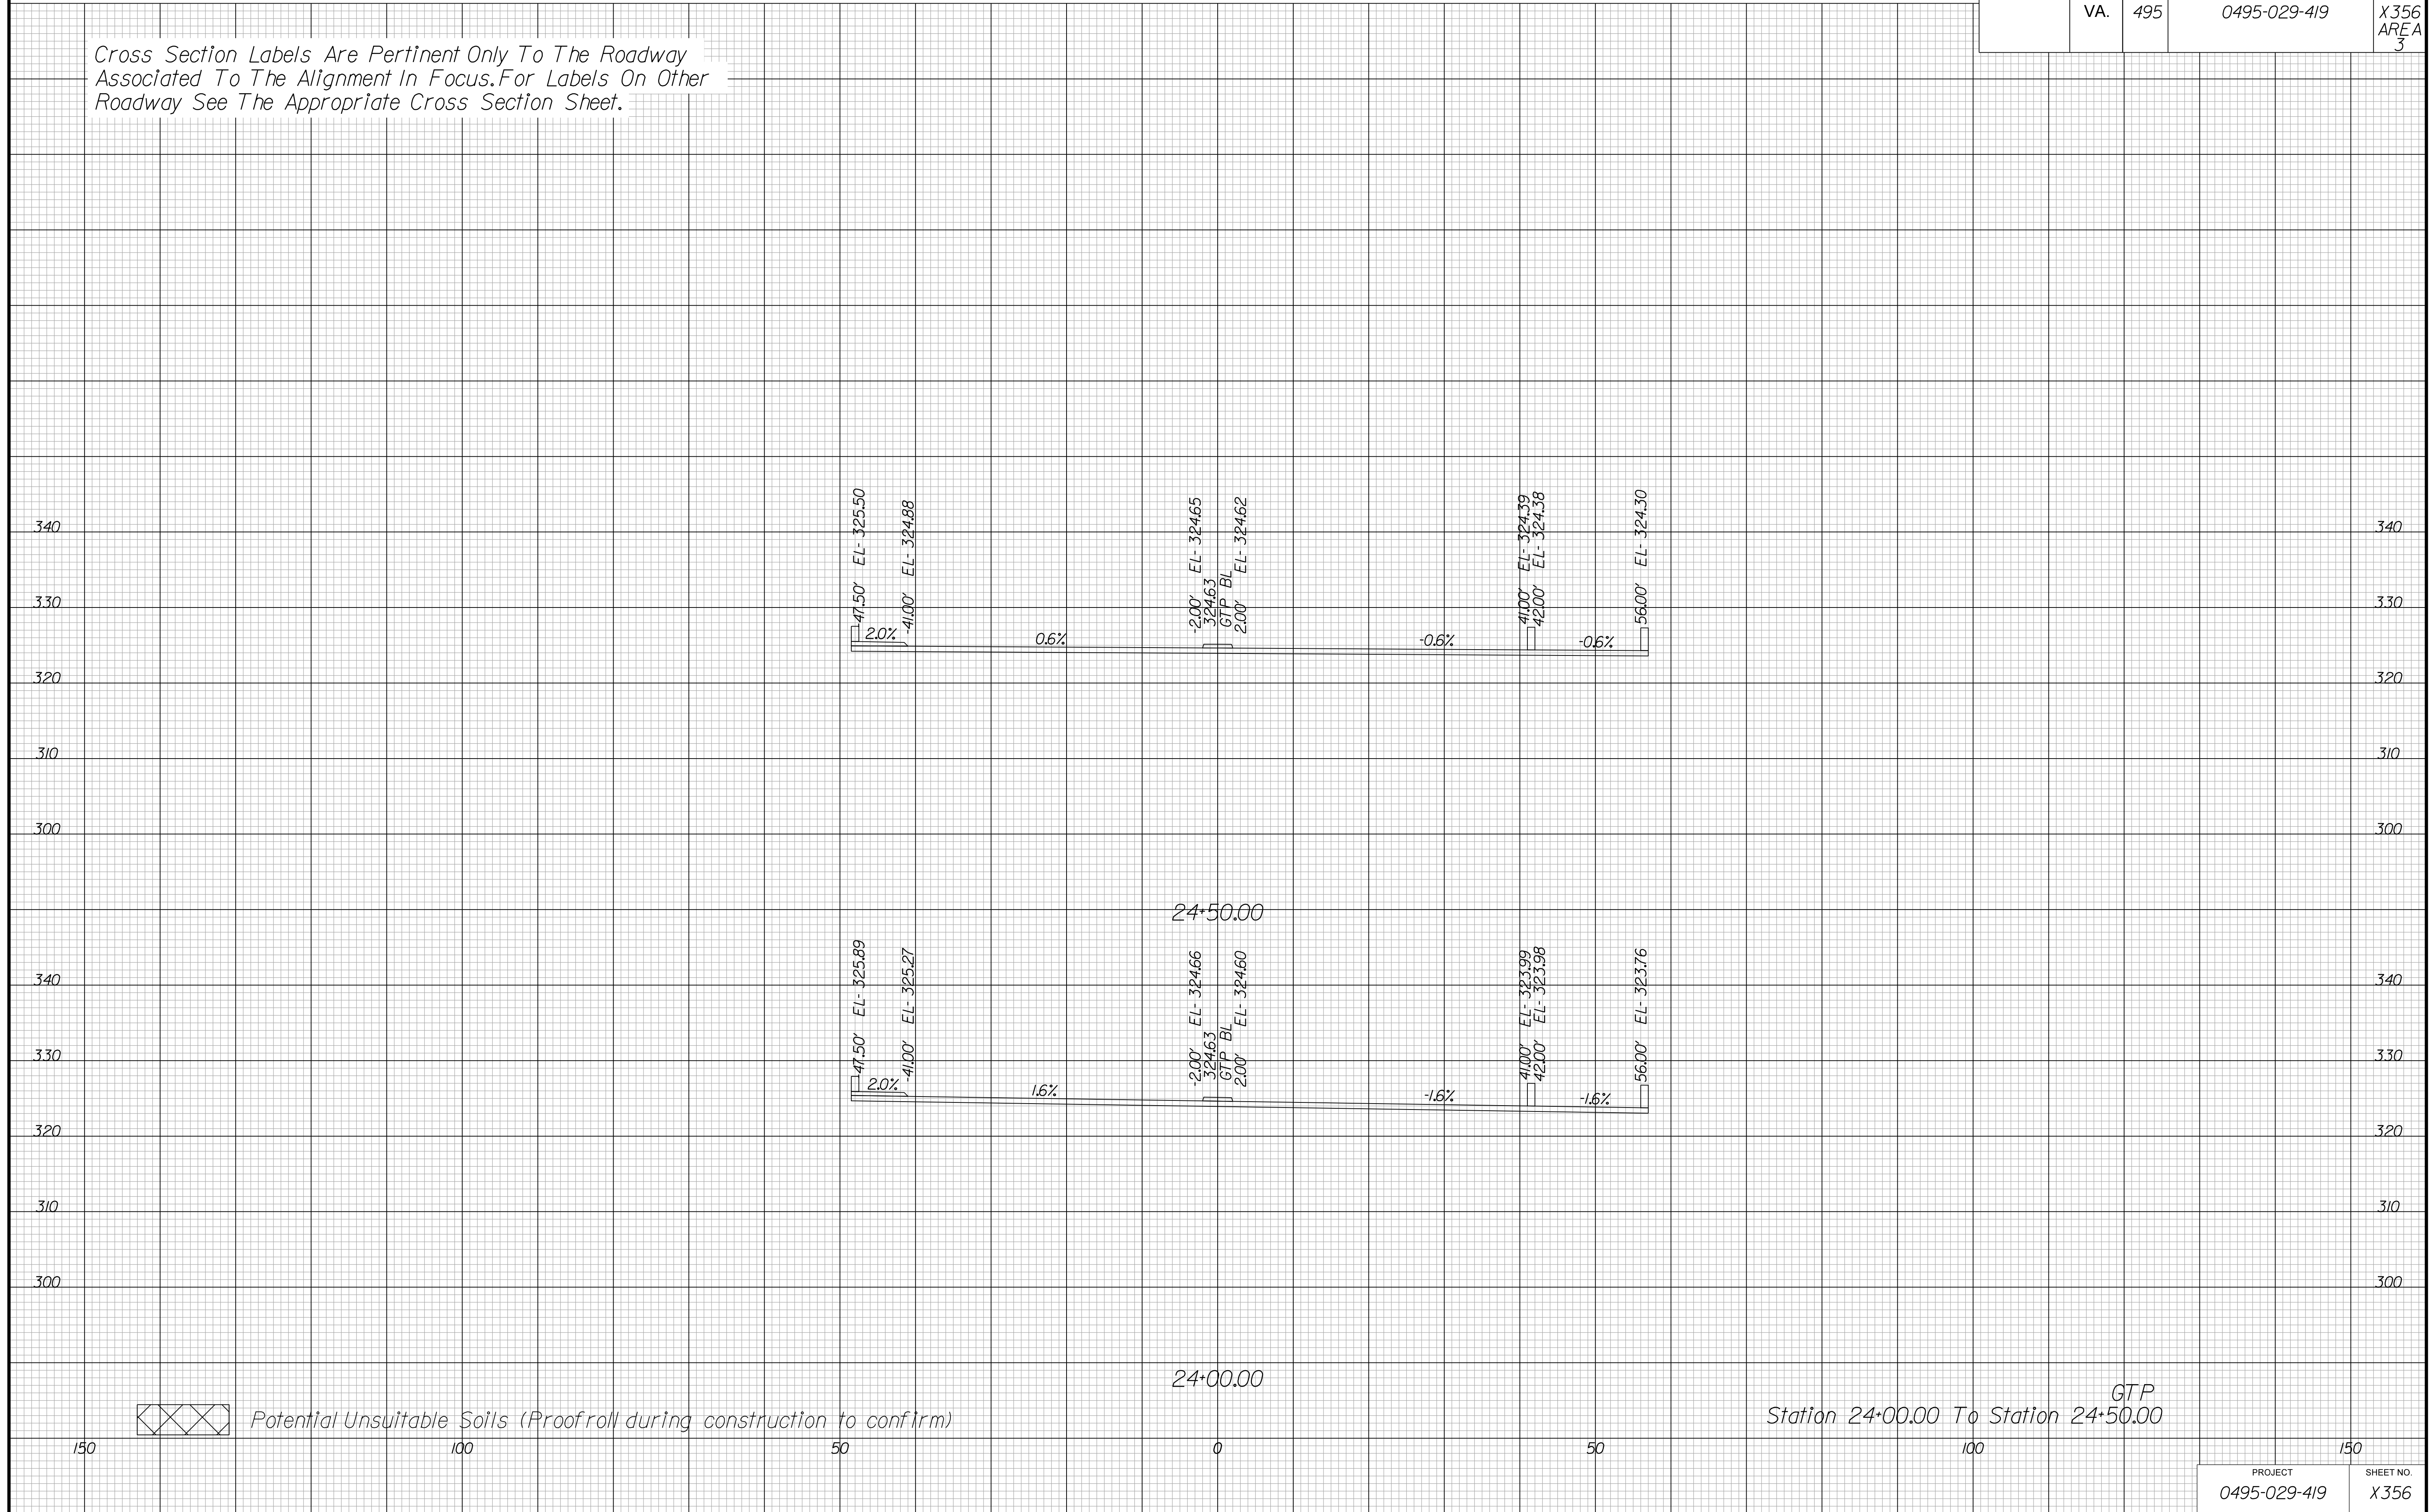 VA. 495 0495-029-419 X356
AREA
3
Cross Section Labels Are Pertinent Only To The Roadway
Associated To The Alignment In Focus. For Labels On Other
Roadway See The Appropriate Cross Section Sheet.
-47.50' EL- 325.50
-41.00' EL- 324.88
-2.00' EL- 324.65
324.63
GTP BL
2.00' EL- 324.62
41.00' EL- 324.39
42.00' EL- 324.38
56.00' EL- 324.30
340 340
330 330
2.0% 0.6% -0.6% -0.6%
320 320
310 310
300 300
24+50.00
-47.50' EL- 325.89
-41.00' EL- 325.27
-2.00' EL- 324.66
324.63
GTP BL
2.00' EL- 324.60
41.00' EL- 323.99
42.00' EL- 323.98
56.00' EL- 323.76
340 340
330 330
2.0% 1.6% -1.6% -1.6%
320 320
310 310
300 300
24+00.00
GTP
Station 24+00.00 To Station 24+50.00
Potential Unsuitable Soils (Proofroll during construction to confirm)
150 100 50 0 50 100 150
PROJECT SHEET NO.
0495-029-419 X356